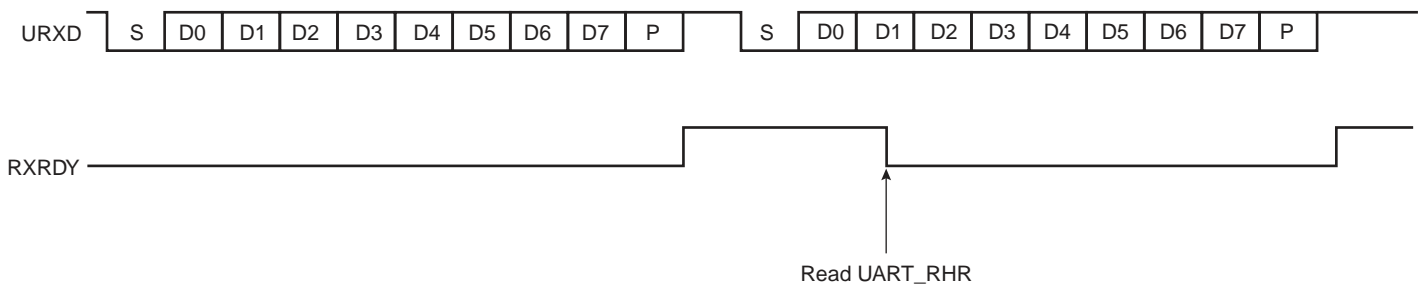 URXD S D0 D1 D2 D3 D4 D5 D6 D7 P S D0 D1 D2 D3 D4 D5 D6 D7 P
RXRDY
Read UART_RHR